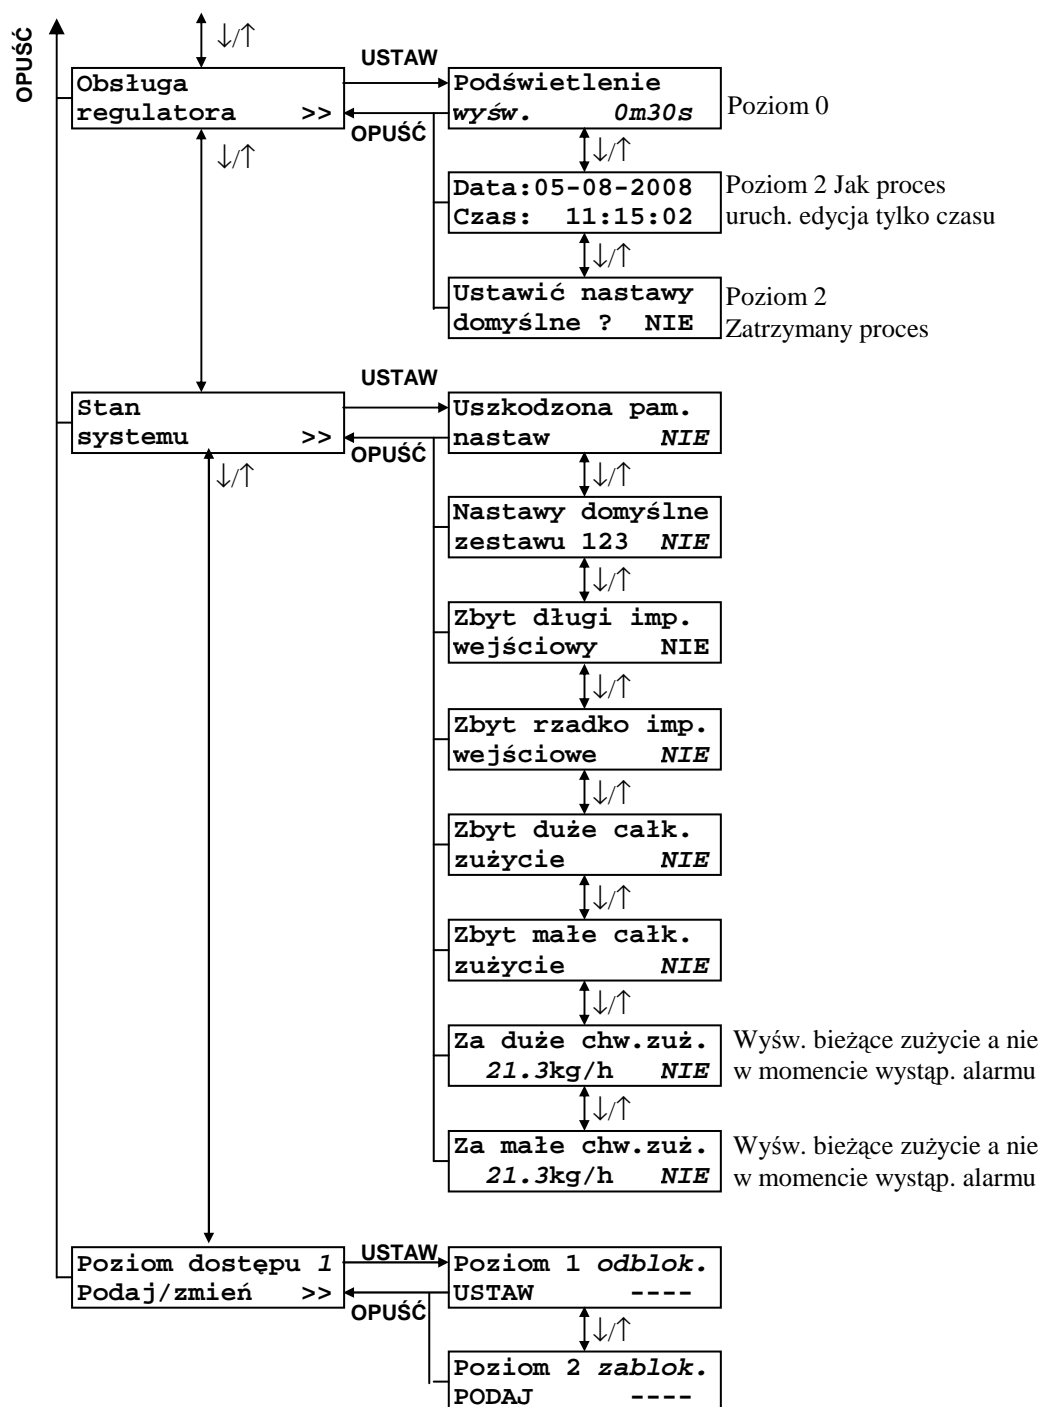 OPUŚĆ
↓/↑
USTAW
Obsługa
regulatora >>
OPUŚĆ
Podświetlenie
wyśw. 0m30s
Poziom 0
↓/↑
↓/↑
Data:05-08-2008
Czas: 11:15:02
Poziom 2 Jak proces
uruch. edycja tylko czasu
↓/↑
Ustawić nastawy
domyślne ? NIE
Poziom 2
Zatrzymany proces
USTAW
Stan
systemu >>
OPUŚĆ
Uszkodzona pam.
nastaw NIE
↓/↑
↓/↑
Nastawy domyślne
zestawu 123 NIE
↓/↑
Zbyt długi imp.
wejściowy NIE
↓/↑
Zbyt rzadko imp.
wejściowe NIE
↓/↑
Zbyt duże całk.
zużycie NIE
↓/↑
Zbyt małe całk.
zużycie NIE
↓/↑
Za duże chw.zuż.
21.3kg/h NIE
Wyśw. bieżące zużycie a nie
w momencie wystąp. alarmu
↓/↑
Za małe chw.zuż.
21.3kg/h NIE
Wyśw. bieżące zużycie a nie
w momencie wystąp. alarmu
USTAW
Poziom dostępu 1
Podaj/zmień >>
OPUŚĆ
Poziom 1 odblok.
USTAW ----
↓/↑
Poziom 2 zablok.
PODAJ ----